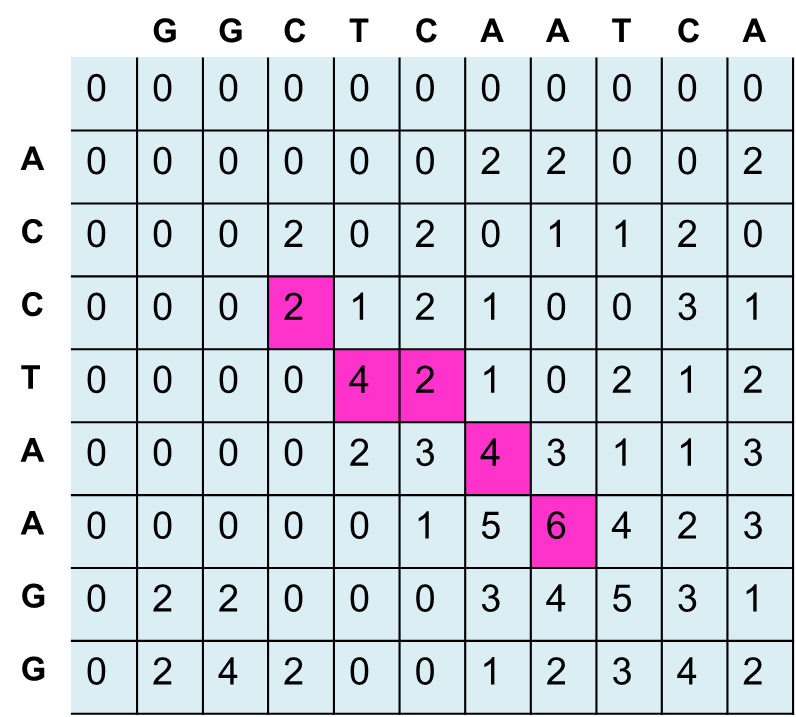 G G C T C A A T C A
0 0 0 0 0 0 0 0 0 0 0
A 0 0 0 0 0 0 2 2 0 0 2
C 0 0 0 2 0 2 0 1 1 2 0
C 0 0 0 2 1 2 1 0 0 3 1
T 0 0 0 0 4 2 1 0 2 1 2
A 0 0 0 0 2 3 4 3 1 1 3
A 0 0 0 0 0 1 5 6 4 2 3
G 0 2 2 0 0 0 3 4 5 3 1
G 0 2 4 2 0 0 1 2 3 4 2